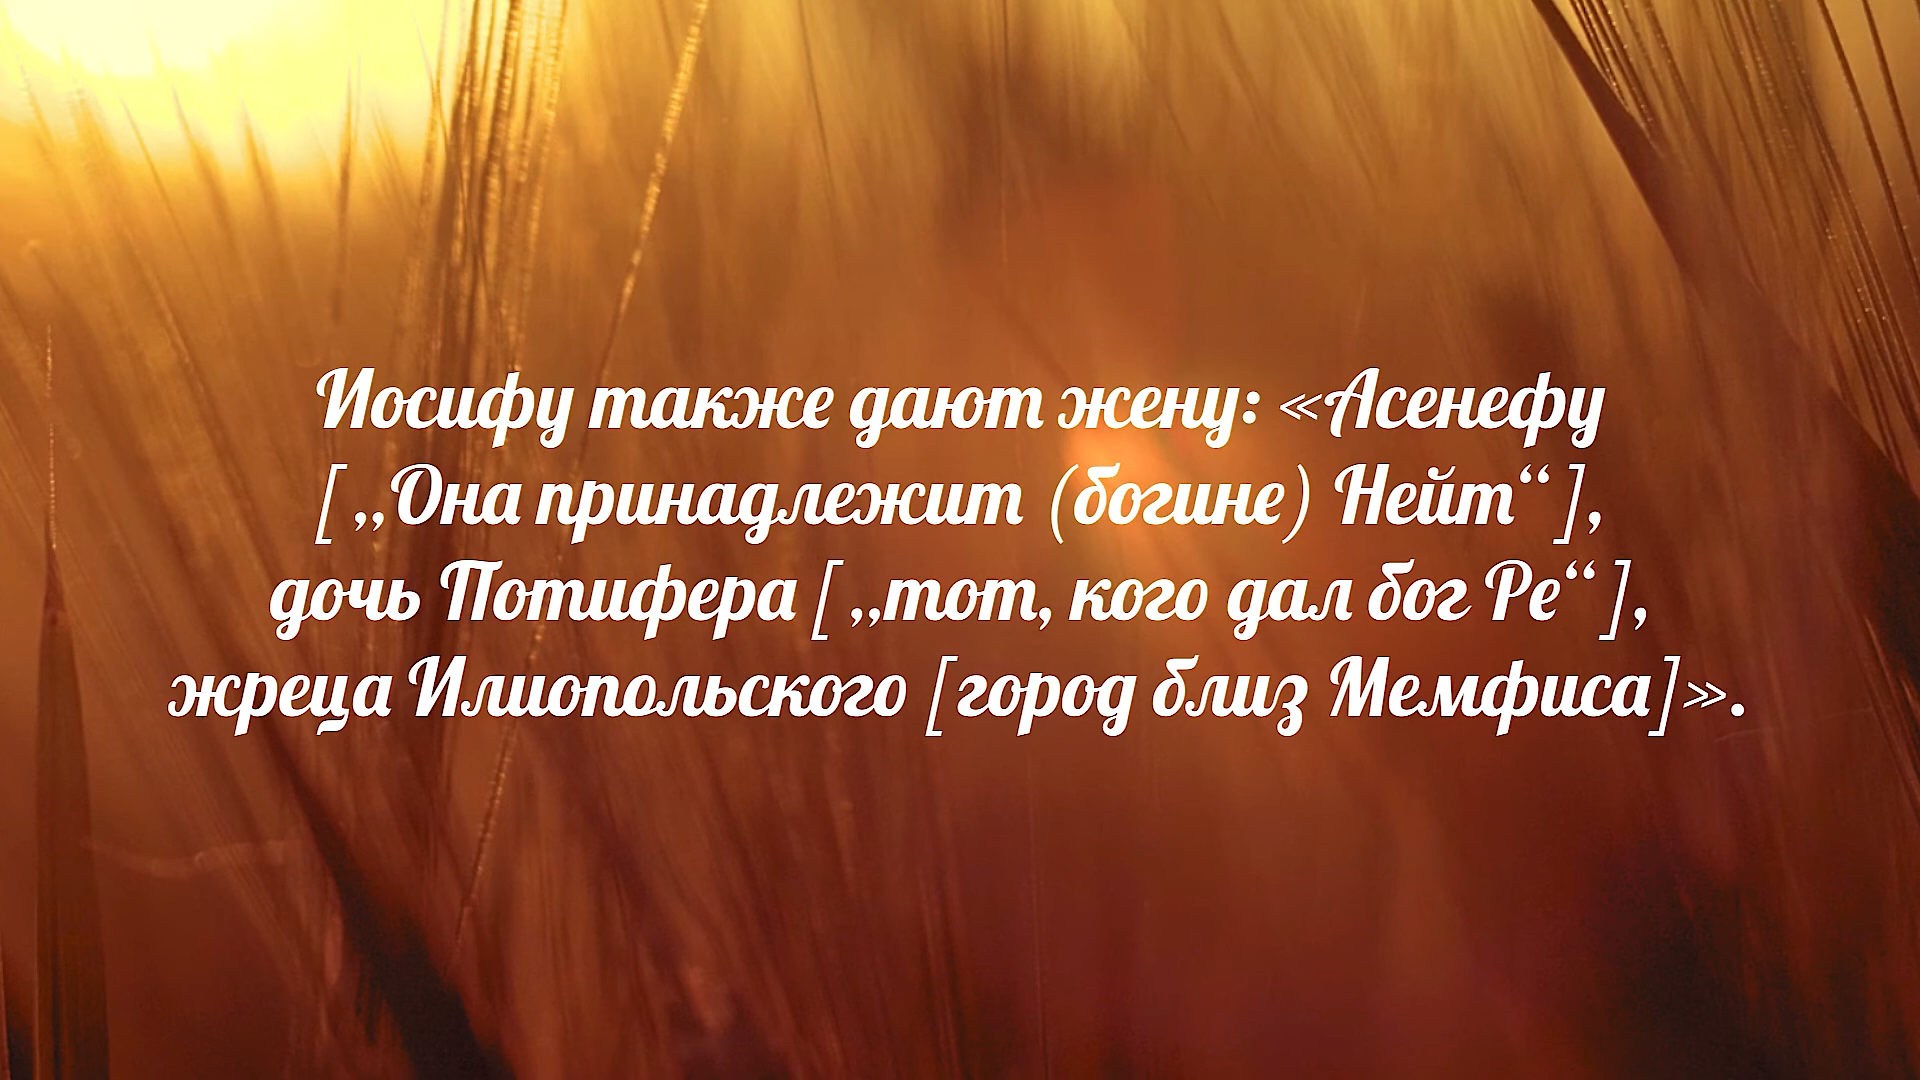 Иосифу также дают жену: «Асенефу
[„Она принадлежит (богине) Нейт“],
дочь Потифера [„тот, кого дал бог Ре“],
жреца Илиопольского [город близ Мемфиса]».